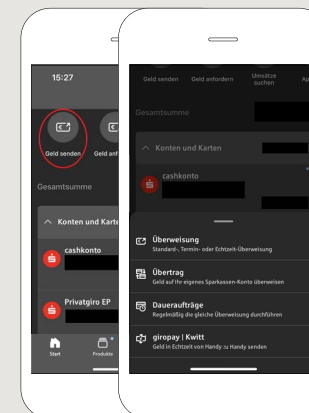 15:27
Geld senden
Geld anf
Gesamtsumme
Konten und Karte
cashkonto
Privatgiro EP
Start
Produkte
Geld senden
Geld anfordern
Umsätze
suchen
Ap
Gesamtsumme
Konten und Karten
cashkonto
Überweisung
Standard-, Termin- oder Echtzeit-Überweisung
Übertrag
Geld auf Ihr eigenes Sparkassen-Konto überweisen
Daueraufträge
Regelmäßig die gleiche Überweisung durchführen
giropay | Kwitt
Geld in Echtzeit von Handy zu Handy senden